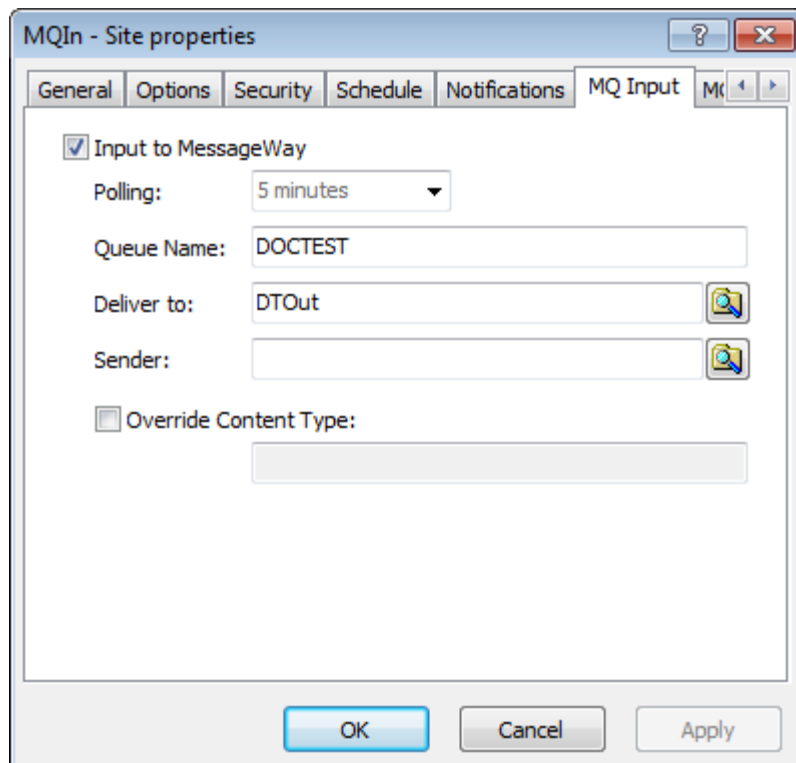 MQIn - Site properties
General Options Security Schedule Notifications MQ Input
Input to MessageWay
Polling: 5 minutes
Queue Name: DOCTEST
Deliver to: DTOut
Sender:
Override Content Type:
OK Cancel Apply